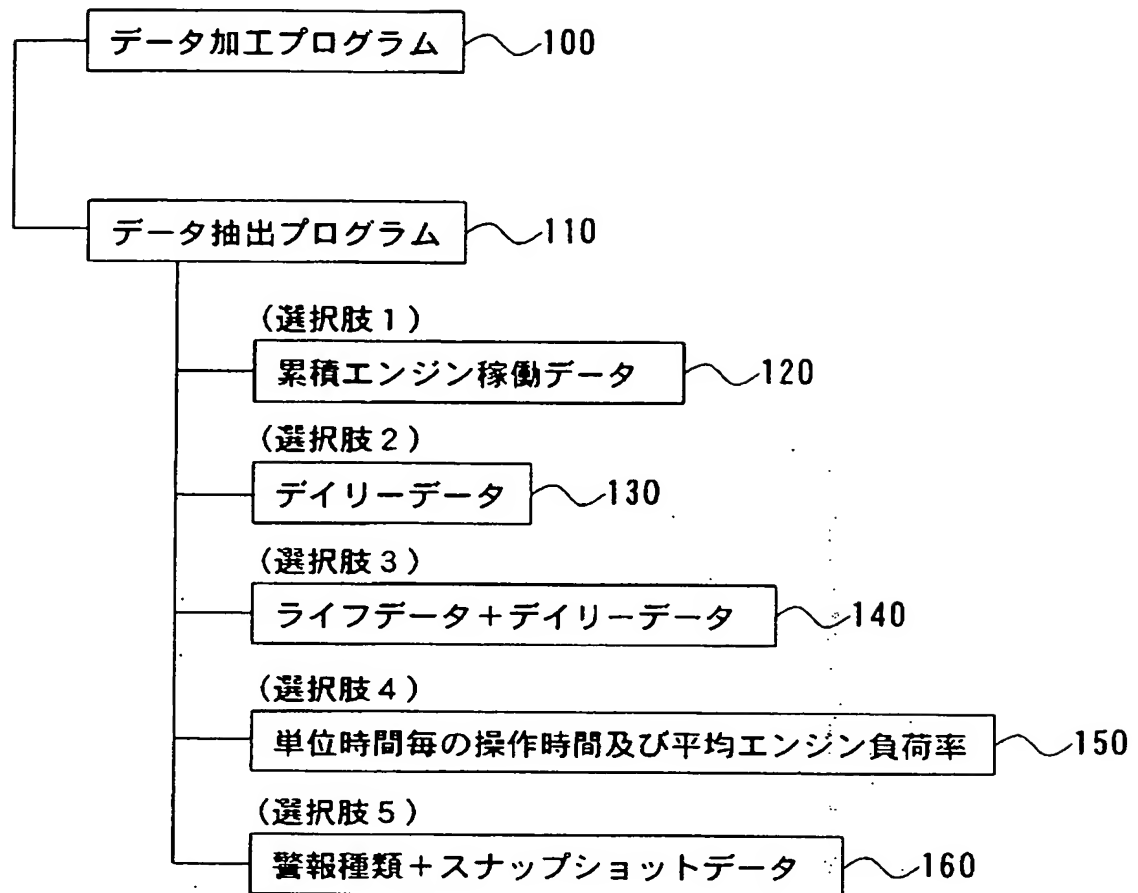 データ加工プログラム 100
データ抽出プログラム 110
(選択肢1)
累積エンジン稼働データ 120
(選択肢2)
デイリーデータ 130
(選択肢3)
ライフデータ+デイリーデータ 140
(選択肢4)
単位時間毎の操作時間及び平均エンジン負荷率 150
(選択肢5)
警報種類+スナップショットデータ 160